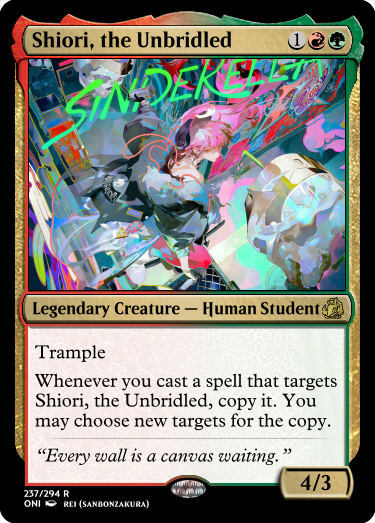 Shiori, the Unbridled 1
Legendary Creature — Human Student
Trample
Whenever you cast a spell that targets
Shiori, the Unbridled, copy it. You
may choose new targets for the copy.
“Every wall is a canvas waiting.”
4/3
237/294 R
ONI REI (SANBONZAKURA)